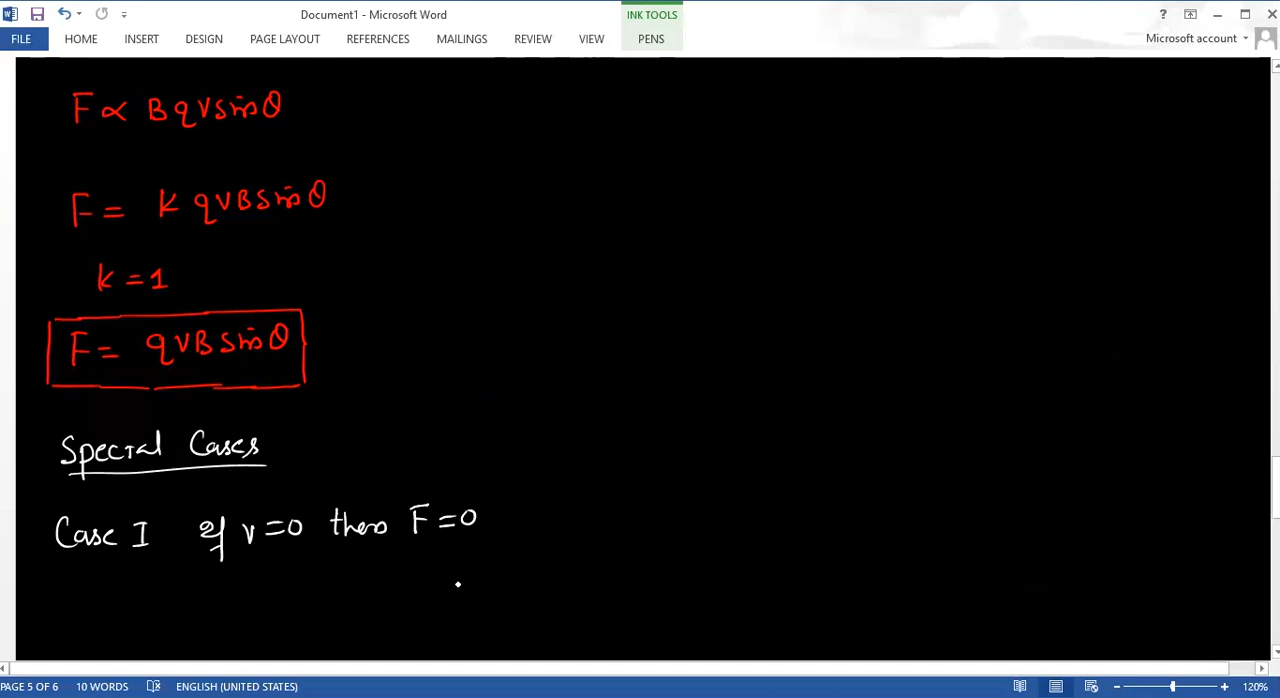 Document1 - Microsoft Word
INK TOOLS
FILE HOME INSERT DESIGN PAGE LAYOUT REFERENCES MAILINGS REVIEW VIEW PENS
Microsoft account
F ∝ BqVsinθ
F = K qVBsinθ
K = 1
F = qVBsinθ
Special Cases
Case I if v=0 then F=0
PAGE 5 OF 6 10 WORDS ENGLISH (UNITED STATES) 120%